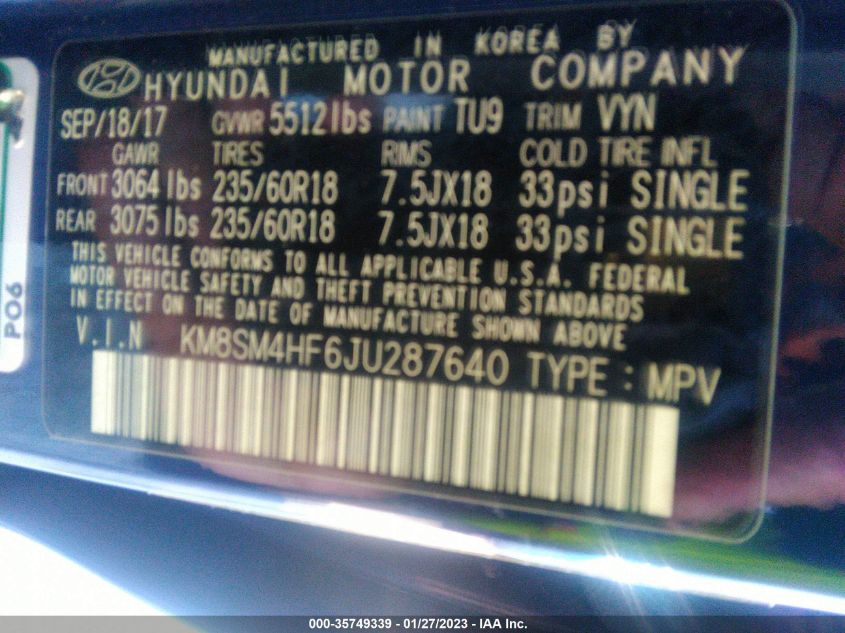 MANUFACTURED IN KOREA BY
HYUNDAI MOTOR COMPANY
SEP/18/17 GVWR 5512lbs PAINT TU9 TRIM VYN
GAWR TIRES RIMS COLD TIRE INFL
FRONT 3064lbs 235/60R18 7.5JX18 33psi SINGLE
REAR 3075lbs 235/60R18 7.5JX18 33psi SINGLE
THIS VEHICLE CONFORMS TO ALL APPLICABLE U.S.A. FEDERAL
MOTOR VEHICLE SAFETY AND THEFT PREVENTION STANDARDS
IN EFFECT ON THE DATE OF MANUFACTURE SHOWN ABOVE
V.I.N KM8SM4HF6JU287640 TYPE : MPV
PO6
000-35749339 - 01/27/2023 - IAA Inc.